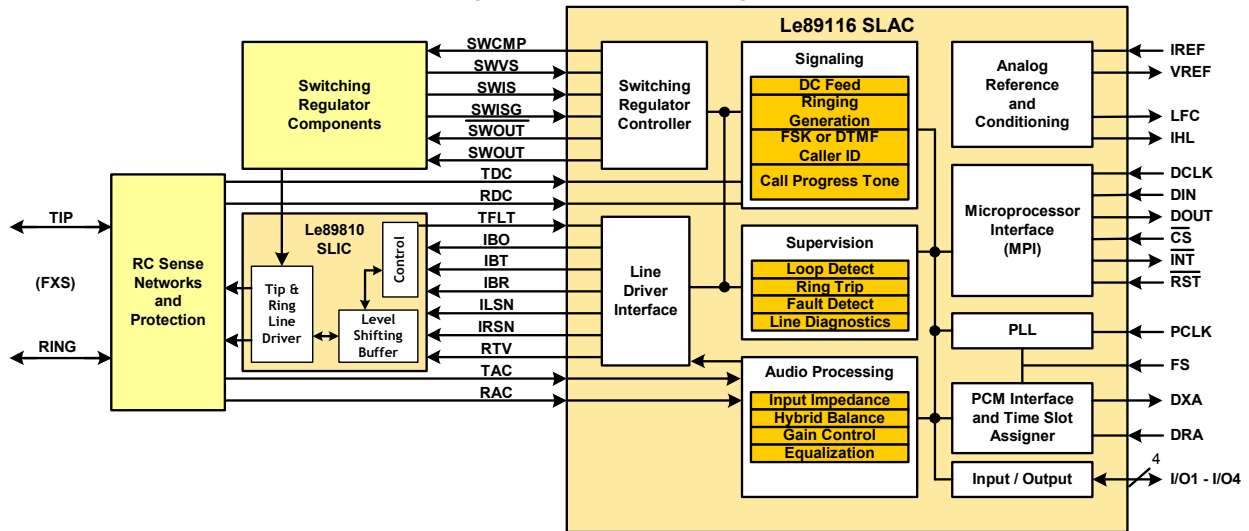 Le89116 SLAC
Switching
Regulator
Components
SWCMP
SWVS
SWIS
SWISG
SWOUT
SWOUT
TDC
RDC
Switching
Regulator
Controller
Signaling
DC Feed
Ringing
Generation
FSK or DTMF
Caller ID
Call Progress Tone
Analog
Reference
and
Conditioning
IREF
VREF
LFC
IHL
TIP
(FXS)
RING
RC Sense
Networks
and
Protection
Le89810
SLIC
Control
Tip &
Ring
Line
Driver
Level
Shifting
Buffer
TFLT
IBO
IBT
IBR
ILSN
IRSN
RTV
TAC
RAC
Line
Driver
Interface
Supervision
Loop Detect
Ring Trip
Fault Detect
Line Diagnostics
Audio Processing
Input Impedance
Hybrid Balance
Gain Control
Equalization
Microprocessor
Interface
(MPI)
DCLK
DIN
DOUT
CS
INT
RST
PLL
PCLK
FS
PCM Interface
and Time Slot
Assigner
DXA
DRA
Input / Output
4
I/O1 - I/O4